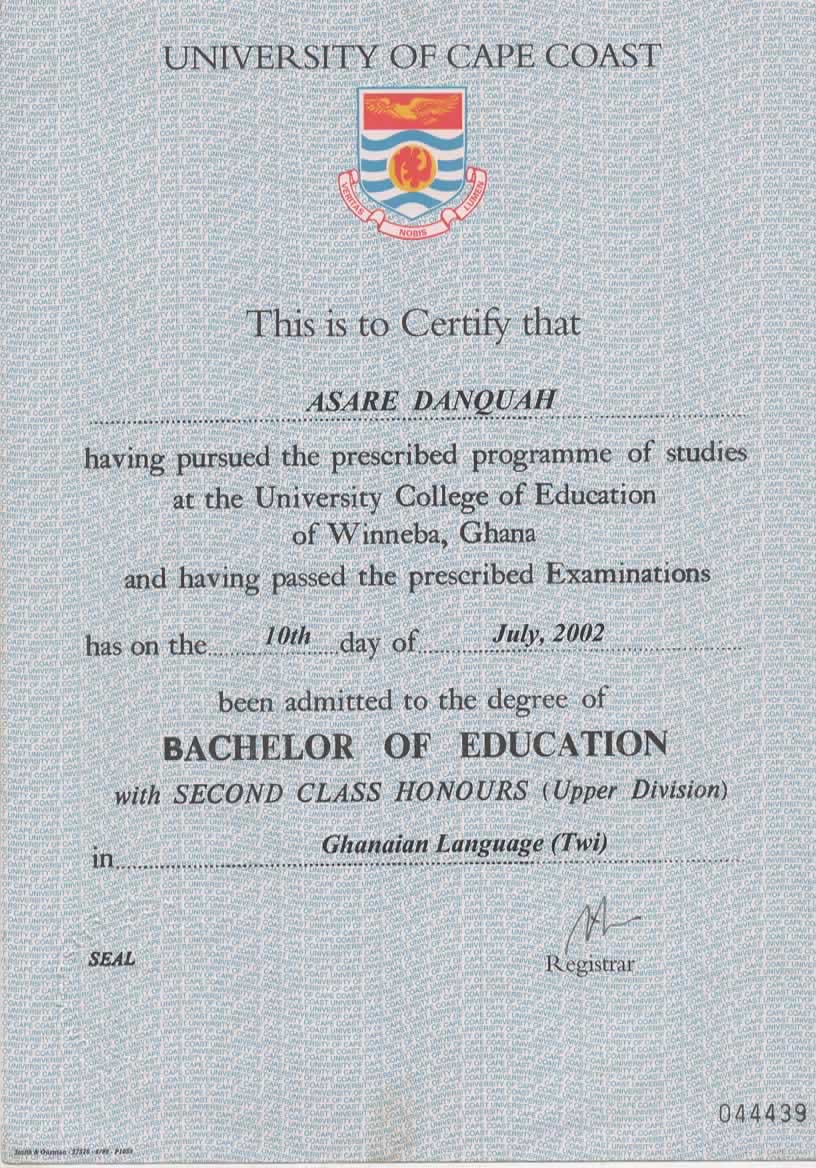 UNIVERSITY OF CAPE COAST
VERITAS NOBIS LUMEN
This is to Certify that
ASARE DANQUAH
having pursued the prescribed programme of studies
at the University College of Education
of Winneba, Ghana
and having passed the prescribed Examinations
has on the 10th day of July, 2002
been admitted to the degree of
BACHELOR OF EDUCATION
with SECOND CLASS HONOURS (Upper Division)
in Ghanaian Language (Twi)
SEAL
Registrar
044439